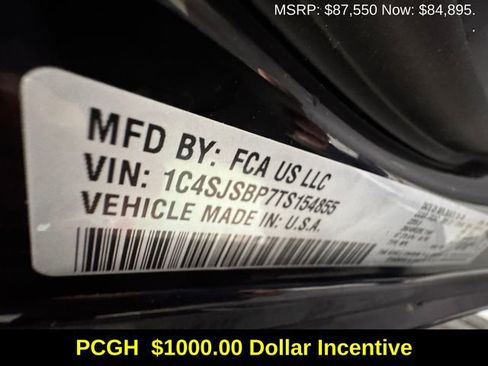 MSRP: $87,550 Now: $84,895.
MFD BY: FCA US LLC
VIN: 1C4SJSBP7TS154855
VEHICLE MADE IN: U.S.A.
PCGH $1000.00 Dollar Incentive